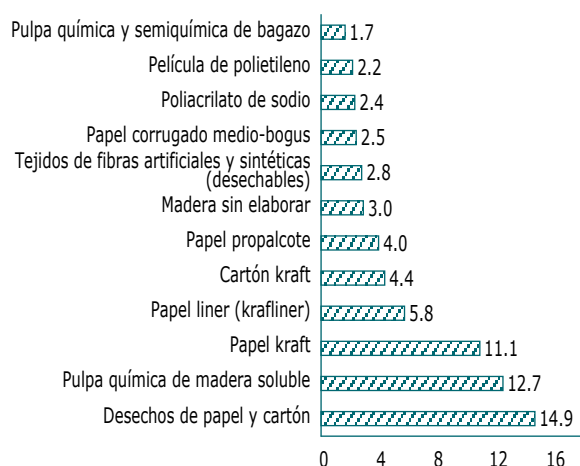 Pulpa química y semiquímica de bagazo 1.7
Película de polietileno 2.2
Poliacrilato de sodio 2.4
Papel corrugado medio-bogus 2.5
Tejidos de fibras artificiales y sintéticas
(desechables) 2.8
Madera sin elaborar 3.0
Papel propalcote 4.0
Cartón kraft 4.4
Papel liner (krafliner) 5.8
Papel kraft 11.1
Pulpa química de madera soluble 12.7
Desechos de papel y cartón 14.9
0 4 8 12 16